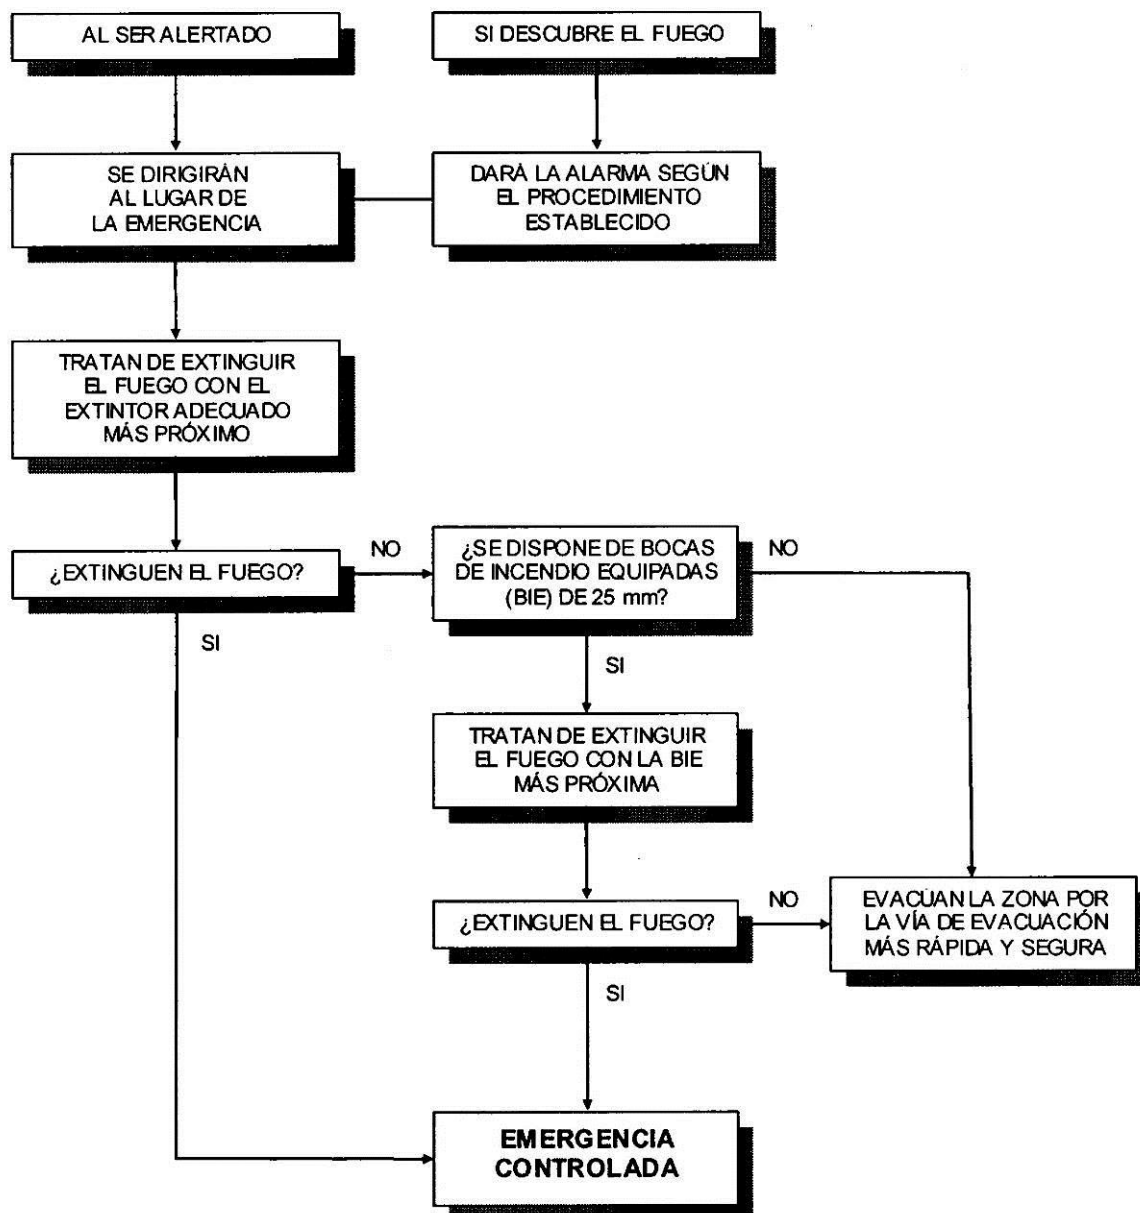 AL SER ALERTADO
SI DESCUBRE EL FUEGO
SE DIRIGIRÁN
AL LUGAR DE
LA EMERGENCIA
DARÁ LA ALARMA SEGÚN
EL PROCEDIMIENTO
ESTABLECIDO
TRATAN DE EXTINGUIR
EL FUEGO CON EL
EXTINTOR ADECUADO
MÁS PRÓXIMO
¿EXTINGUEN EL FUEGO?
NO
¿SE DISPONE DE BOCAS
DE INCENDIO EQUIPADAS
(BIE) DE 25 mm?
NO
SI
SI
TRATAN DE EXTINGUIR
EL FUEGO CON LA BIE
MÁS PRÓXIMA
¿EXTINGUEN EL FUEGO?
NO
EVACÚAN LA ZONA POR
LA VÍA DE EVACUACIÓN
MÁS RÁPIDA Y SEGURA
SI
EMERGENCIA
CONTROLADA